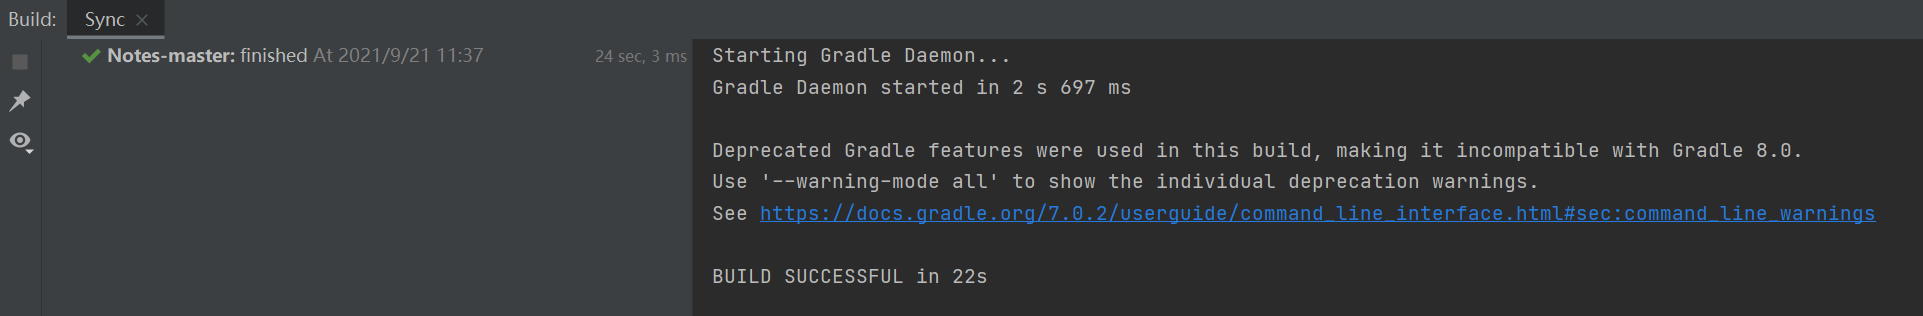 Build: Sync
Notes-master: finished At 2021/9/21 11:37 24 sec, 3 ms
Starting Gradle Daemon...
Gradle Daemon started in 2 s 697 ms
Deprecated Gradle features were used in this build, making it incompatible with Gradle 8.0.
Use '--warning-mode all' to show the individual deprecation warnings.
See https://docs.gradle.org/7.0.2/userguide/command_line_interface.html#sec:command_line_warnings
BUILD SUCCESSFUL in 22s